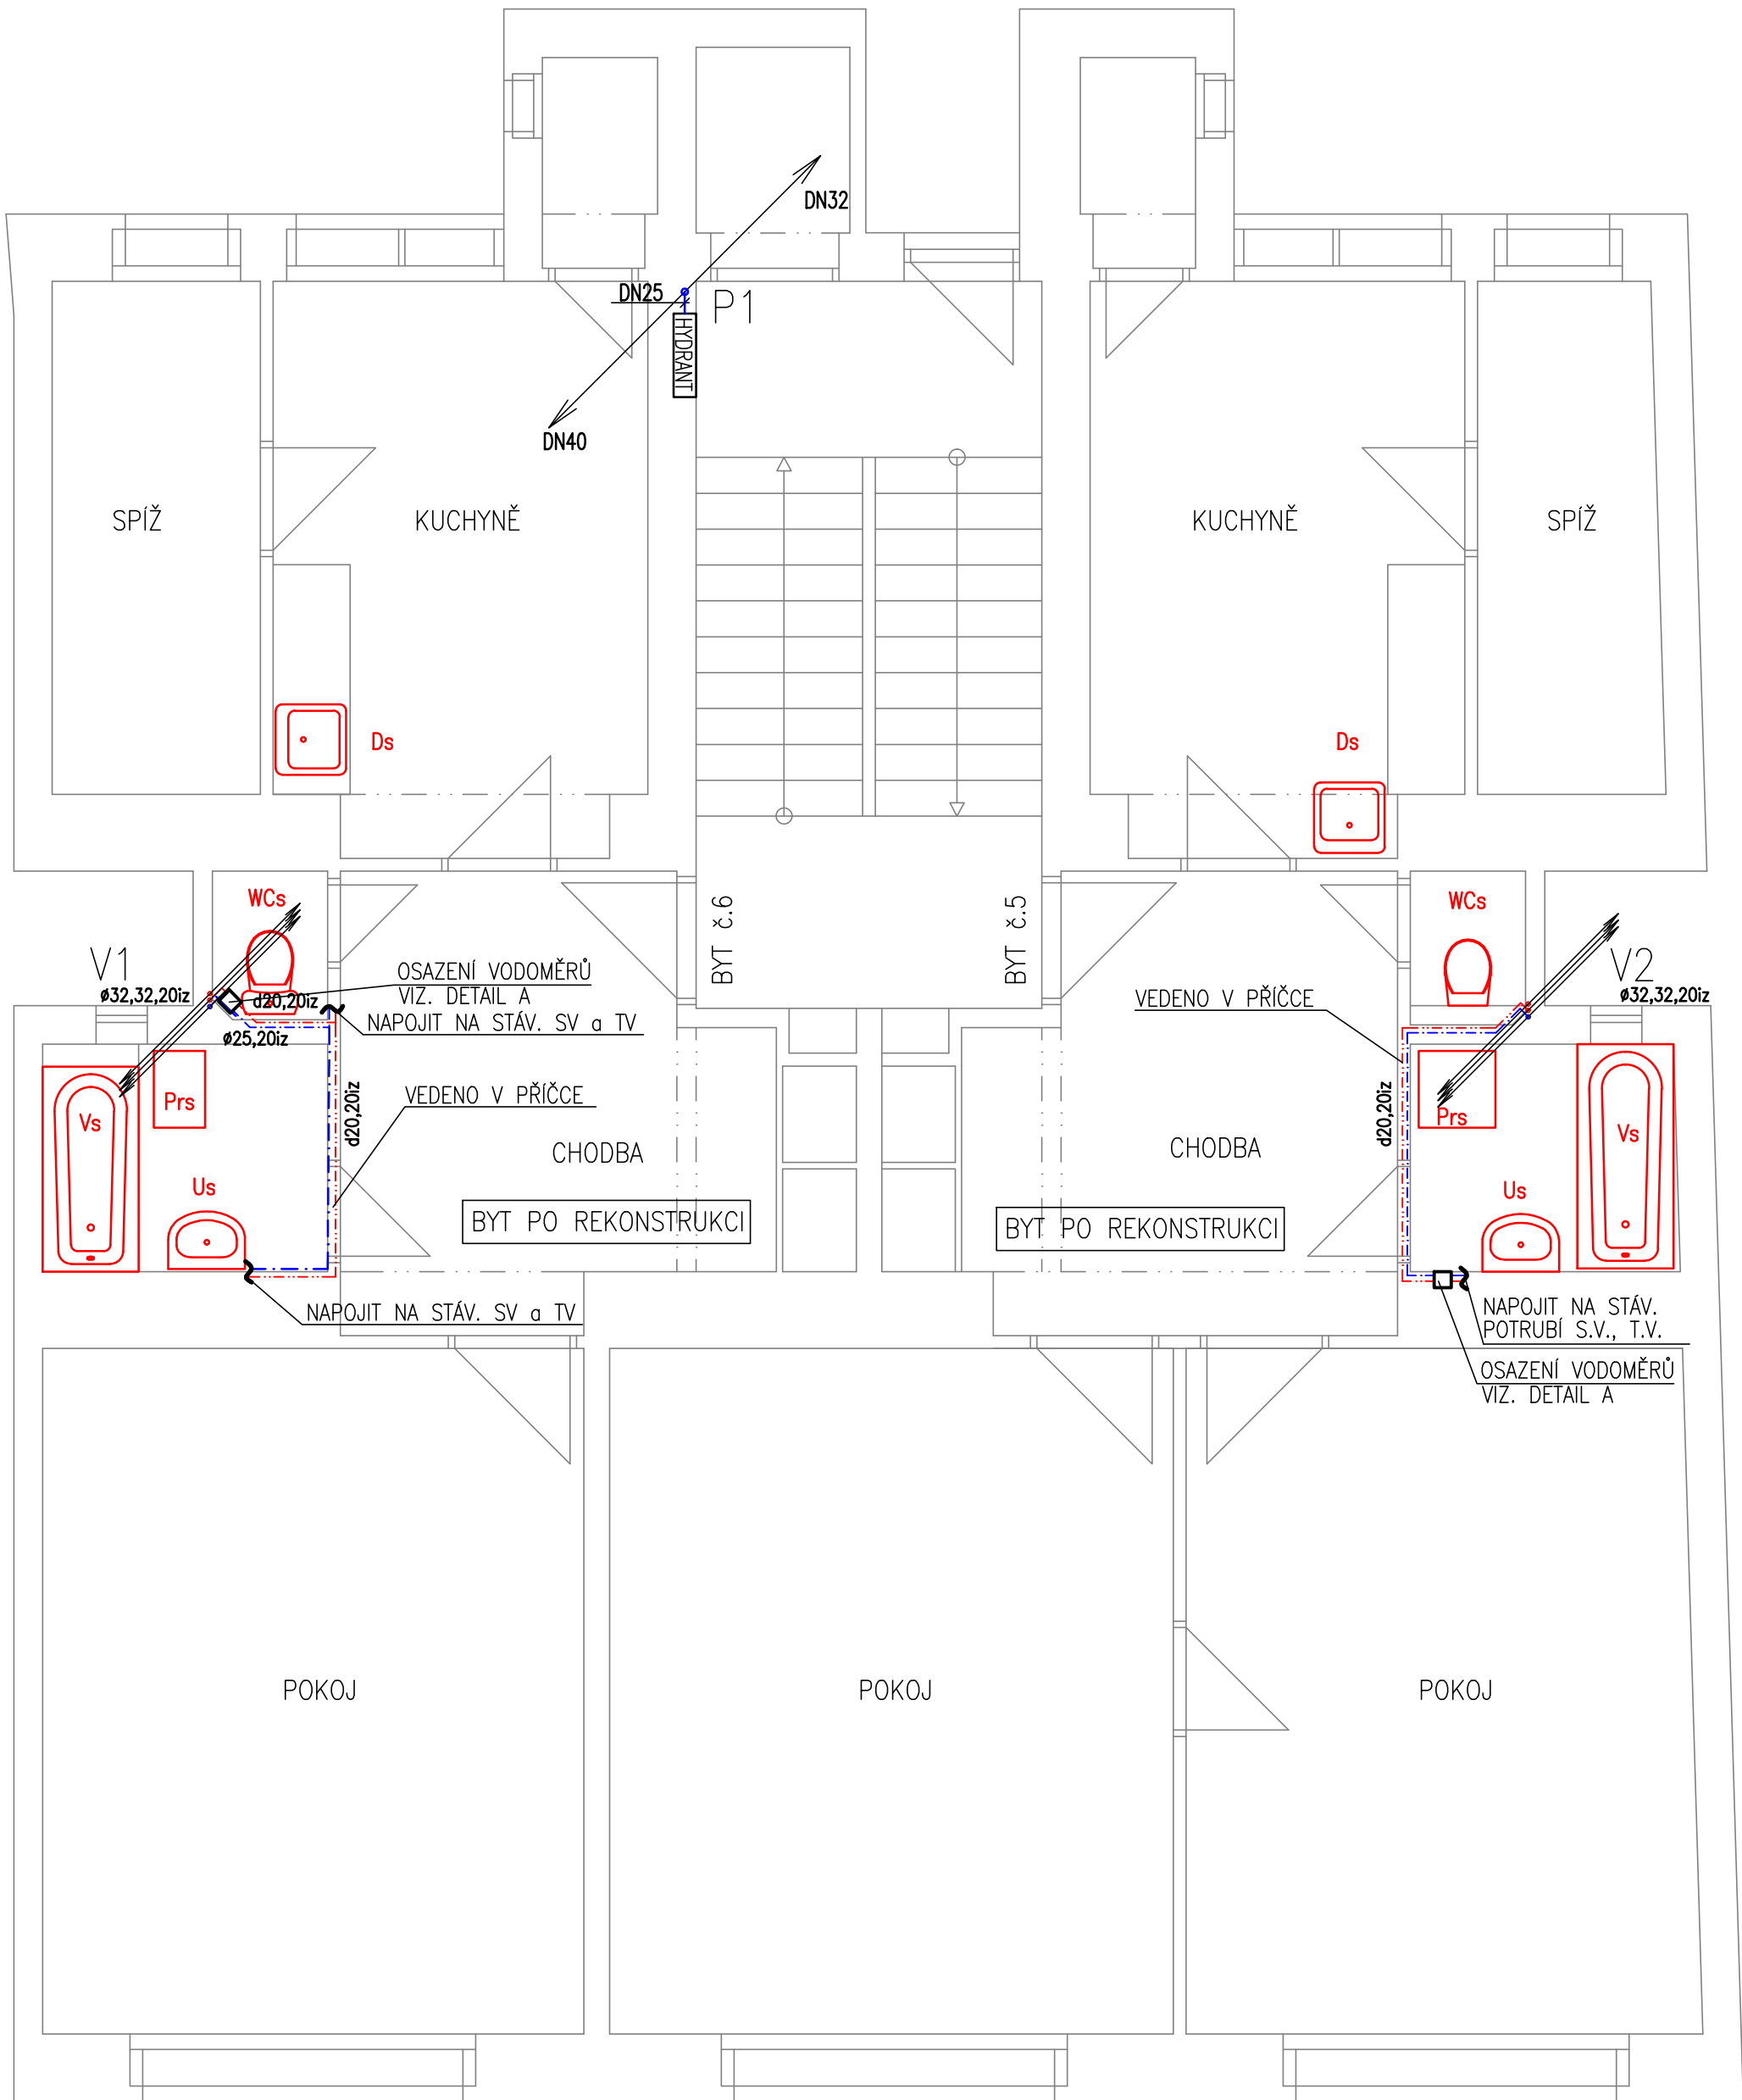 DN32
DN25
P1
HYDRANT
DN40
SPÍŽ
KUCHYNĚ
KUCHYNĚ
SPÍŽ
Ds
Ds
WCs
BYT č.6
BYT č.5
WCs
V1
ø32,32,20iz
OSAZENÍ VODOMĚRŮ
VIZ. DETAIL A
d20,20iz
NAPOJIT NA STÁV. SV a TV
ø25,20iz
VEDENO V PŘÍČCE
V2
ø32,32,20iz
Prs
Vs
d20,20iz
VEDENO V PŘÍČCE
d20,20iz
Prs
Vs
CHODBA
CHODBA
Us
Us
BYT PO REKONSTRUKCI
BYT PO REKONSTRUKCI
NAPOJIT NA STÁV. SV a TV
NAPOJIT NA STÁV.
POTRUBÍ S.V., T.V.
OSAZENÍ VODOMĚRŮ
VIZ. DETAIL A
POKOJ
POKOJ
POKOJ